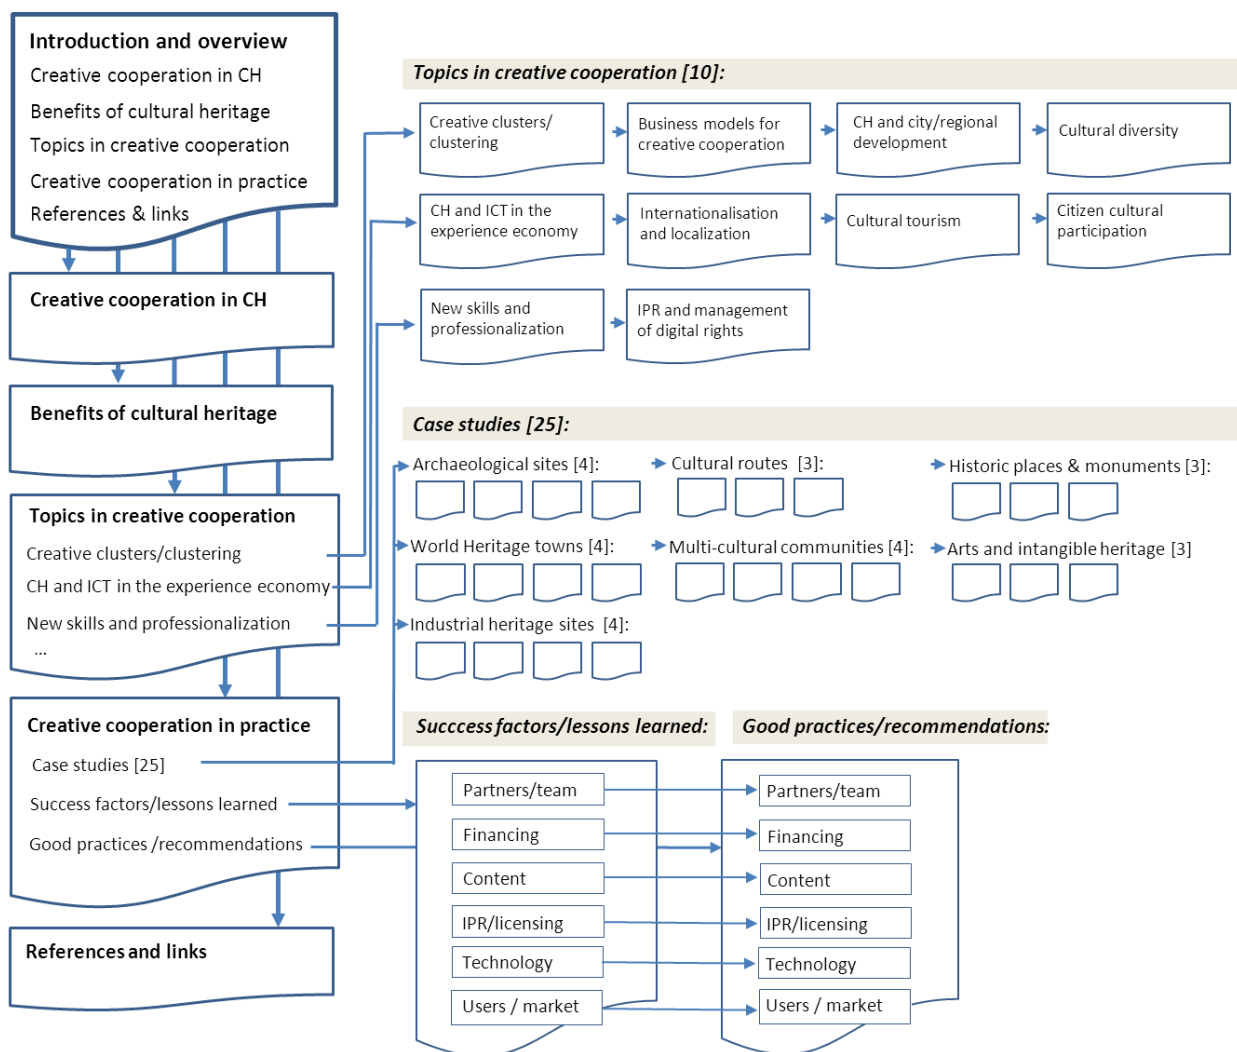 Introduction and overview
Creative cooperation in CH
Benefits of cultural heritage
Topics in creative cooperation
Creative cooperation in practice
References & links
Creative cooperation in CH
Benefits of cultural heritage
Topics in creative cooperation
Creative clusters/clustering
CH and ICT in the experience economy
New skills and professionalization
...
Creative cooperation in practice
Case studies [25]
Success factors/lessons learned
Good practices /recommendations
References and links
Topics in creative cooperation [10]:
Creative clusters/
clustering
Business models for
creative cooperation
CH and city/regional
development
Cultural diversity
CH and ICT in the
experience economy
Internationalisation
and localization
Cultural tourism
Citizen cultural
participation
New skills and
professionalization
IPR and management
of digital rights
Case studies [25]:
Archaeological sites [4]:
Cultural routes [3]:
Historic places & monuments [3]:
World Heritage towns [4]:
Multi-cultural communities [4]:
Arts and intangible heritage [3]
Industrial heritage sites [4]:
Succcess factors/lessons learned:
Partners/team
Financing
Content
IPR/licensing
Technology
Users / market
Good practices/recommendations:
Partners/team
Financing
Content
IPR/licensing
Technology
Users / market